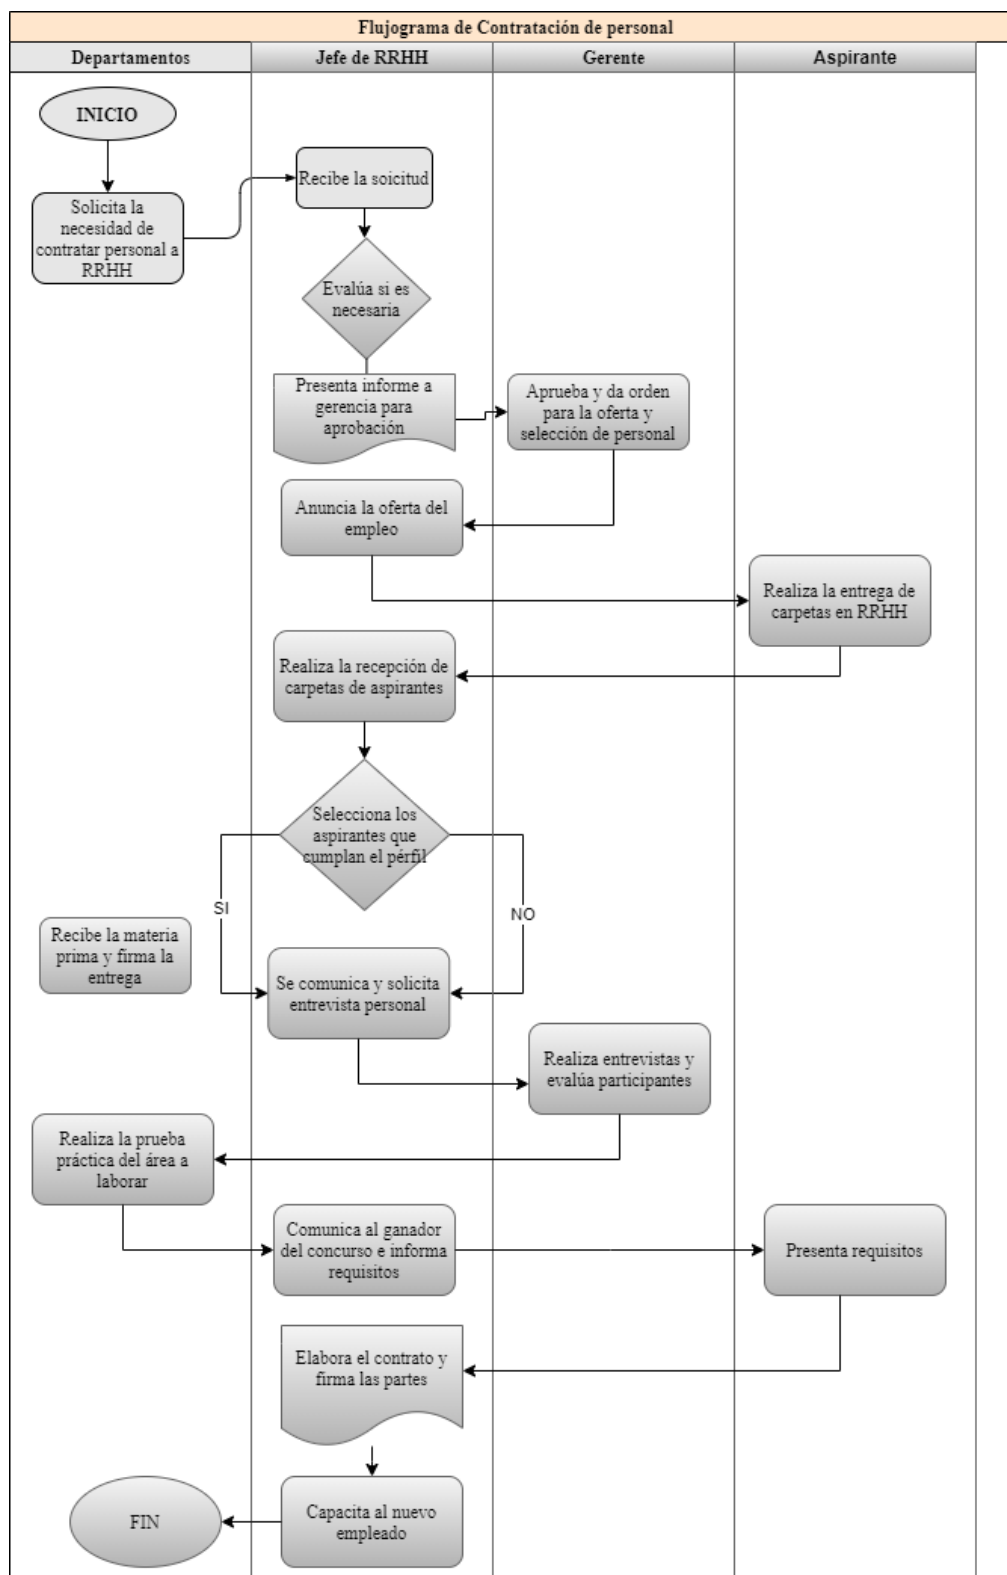 Flujograma de Contratación de personal
Departamentos
Jefe de RRHH
Gerente
Aspirante
INICIO
Recibe la soicitud
Solicita la
necesidad de
contratar personal a
RRHH
Evalúa si es
necesaria
Presenta informe a
gerencia para
aprobación
Aprueba y da orden
para la oferta y
selección de personal
Anuncia la oferta del
empleo
Realiza la entrega de
carpetas en RRHH
Realiza la recepción de
carpetas de aspirantes
Selecciona los
aspirantes que
cumplan el pérfil
SI
NO
Recibe la materia
prima y firma la
entrega
Se comunica y solicita
entrevista personal
Realiza entrevistas y
evalúa participantes
Realiza la prueba
práctica del área a
laborar
Comunica al ganador
del concurso e informa
requisitos
Presenta requisitos
Elabora el contrato y
firma las partes
Capacita al nuevo
empleado
FIN